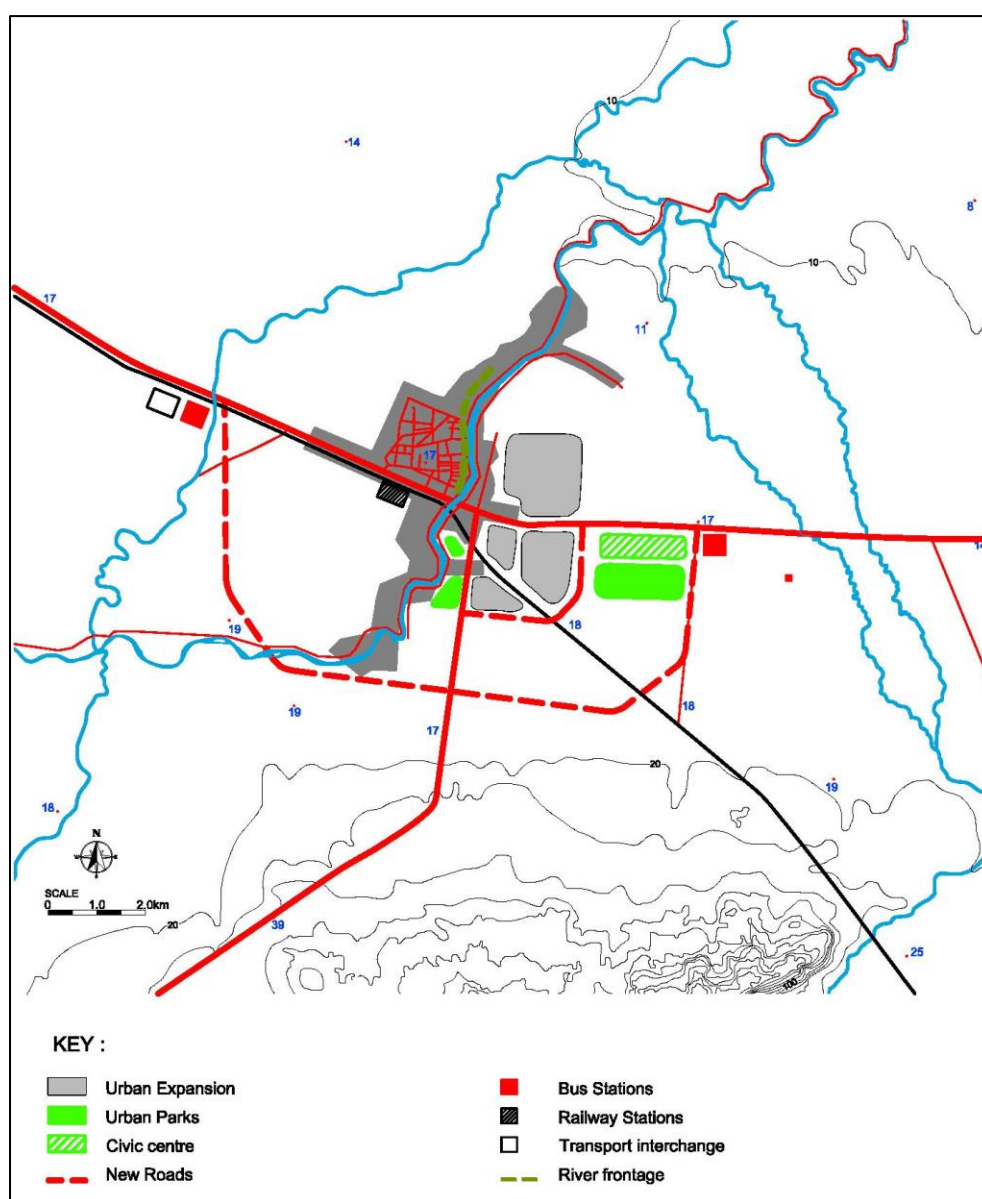 10
14
8
10
17
11
17
17
14
19
18
19
18
17
20
19
18
N
SCALE
0 1.0 2.0km
20
39
25
100
KEY :
Urban Expansion
Bus Stations
Urban Parks
Railway Stations
Civic centre
Transport interchange
New Roads
River frontage